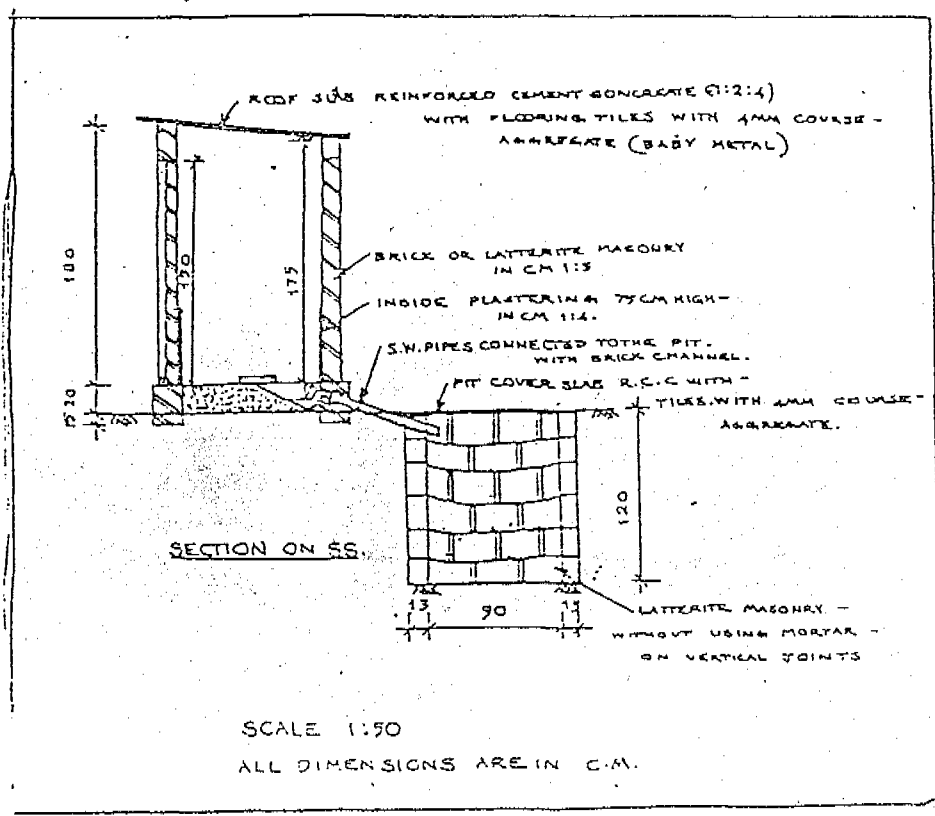 ROOF SLAB REINFORCED CEMENT CONCREATE (1:2:4)
WITH FLOORING TILES WITH 4MM COURSE-
AGGREGATE (BABY METAL)
180
175
BRICK OR LATTERITE MASONRY
IN CM 1:5
INSIDE PLASTERING 75CM HIGH-
IN CM 1:4.
S.W. PIPES CONNECTED TO THE PIT.
WITH BRICK CHANNEL.
PIT COVER SLAB R.C.C WITH-
TILES. WITH 4MM COURSE-
AGGREGATE.
20
120
SECTION ON SS.
13
90
13
LATTERITE MASONRY-
WITHOUT USING MORTAR-
ON VERTICAL JOINTS
SCALE 1:50
ALL DIMENSIONS ARE IN C.M.